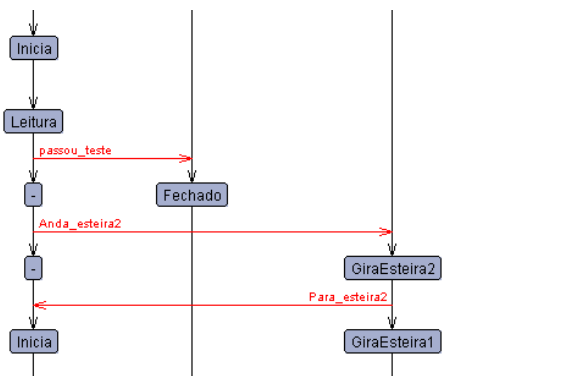 Inicia
Leitura
passou_teste
-
Fechado
Anda_esteira2
-
GiraEsteira2
Para_esteira2
Inicia
GiraEsteira1